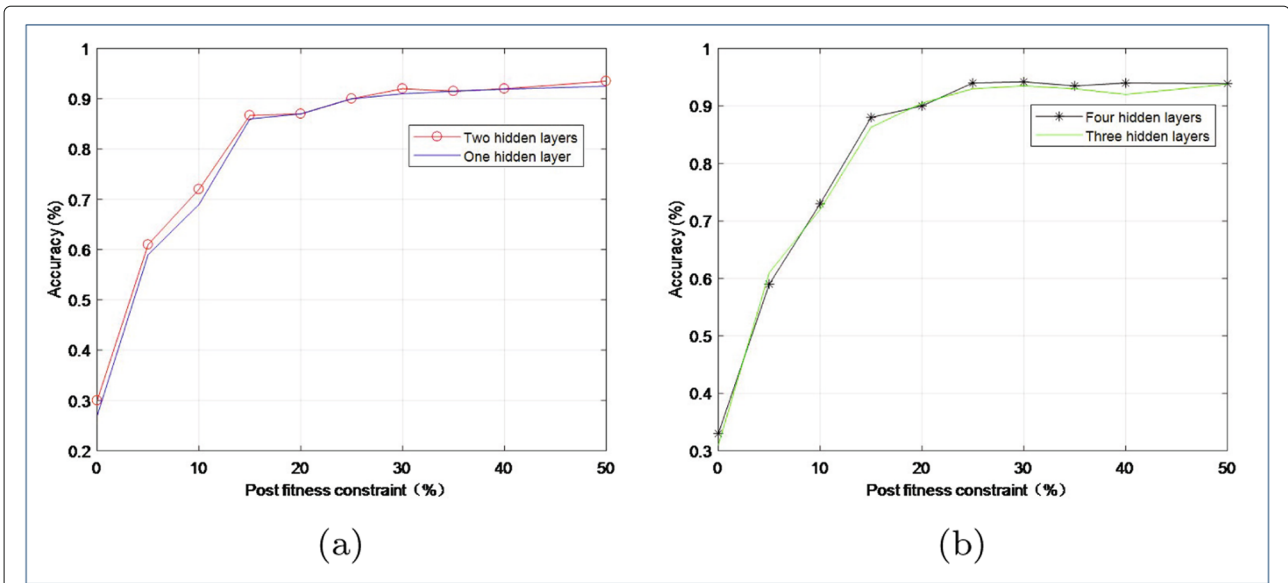 1
0.9
0.8
0.7
0.6
0.5
0.4
0.3
0.2
Accuracy (%)
Two hidden layers
One hidden layer
0 10 20 30 40 50
Post fitness constraint (%)
(a)
1
0.9
0.8
0.7
0.6
0.5
0.4
0.3
Accuracy (%)
Four hidden layers
Three hidden layers
0 10 20 30 40 50
Post fitness constraint (%)
(b)